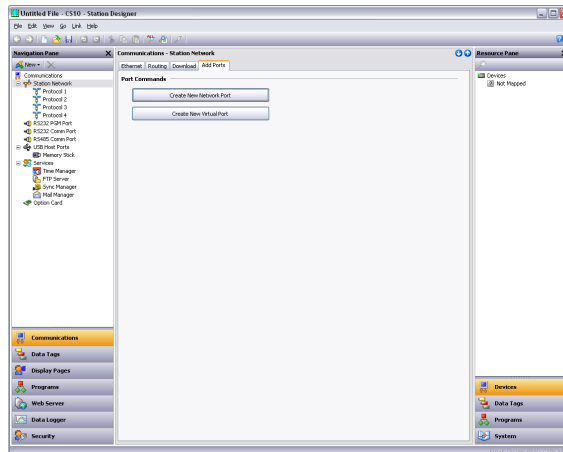 Untitled File - CS10 - Station Designer
File Edit View Go Link Help
Navigation Pane
New
Communications
Station Network
Protocol 1
Protocol 2
Protocol 3
Protocol 4
RS232 PGM Port
RS232 Comm Port
RS485 Comm Port
USB Host Ports
Memory Stick
Services
Time Manager
FTP Server
Sync Manager
Mail Manager
Option Card
Communications
Data Tags
Display Pages
Programs
Web Server
Data Logger
Security
Communications - Station Network
Ethernet Routing Download Add Ports
Port Commands
Create New Network Port
Create New Virtual Port
Resource Pane
Devices
Not Mapped
Devices
Data Tags
Programs
System